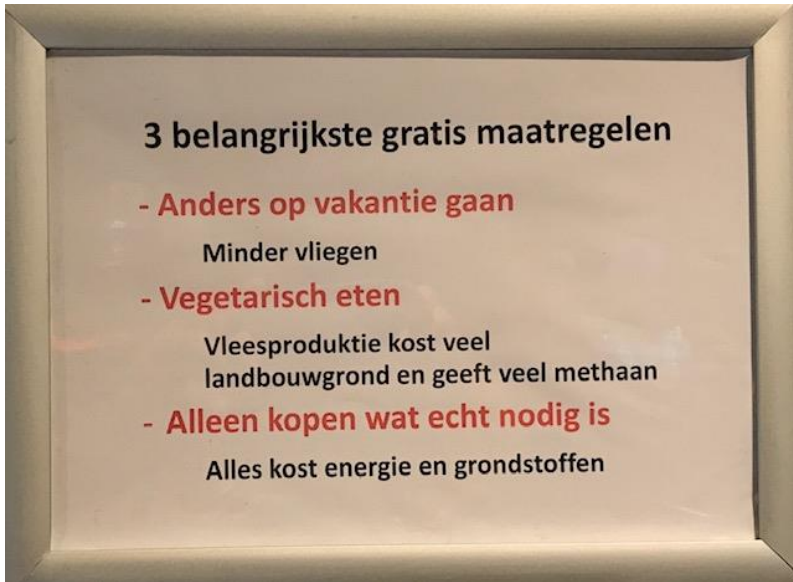 3 belangrijkste gratis maatregelen
- Anders op vakantie gaan
Minder vliegen
- Vegetarisch eten
Vleesproduktie kost veel
landbouwgrond en geeft veel methaan
- Alleen kopen wat echt nodig is
Alles kost energie en grondstoffen